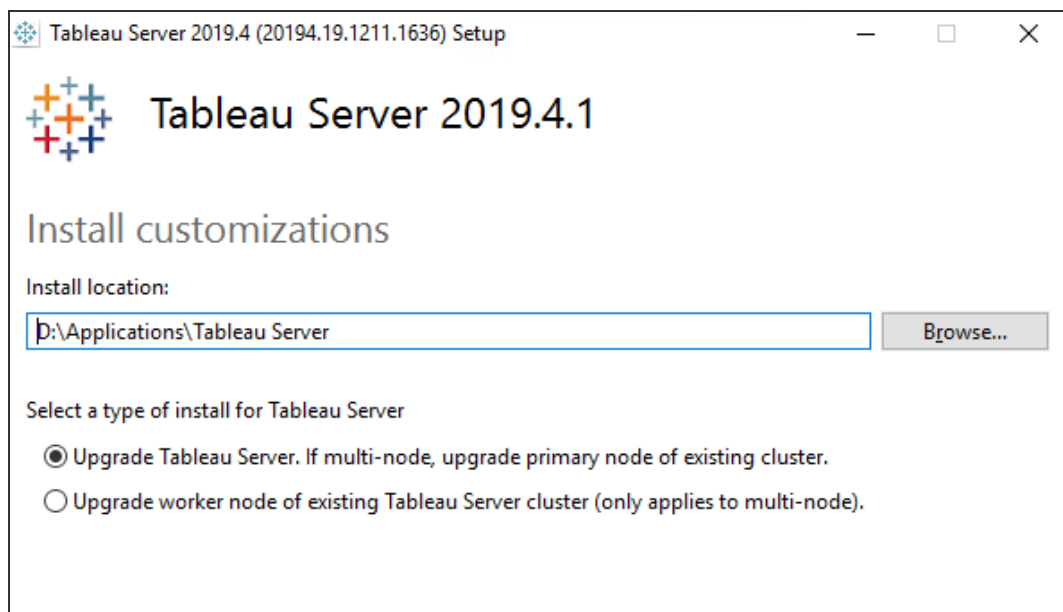 Tableau Server 2019.4 (20194.19.1211.1636) Setup
Tableau Server 2019.4.1
Install customizations
Install location:
D:\Applications\Tableau Server
Browse...
Select a type of install for Tableau Server
Upgrade Tableau Server. If multi-node, upgrade primary node of existing cluster.
Upgrade worker node of existing Tableau Server cluster (only applies to multi-node).